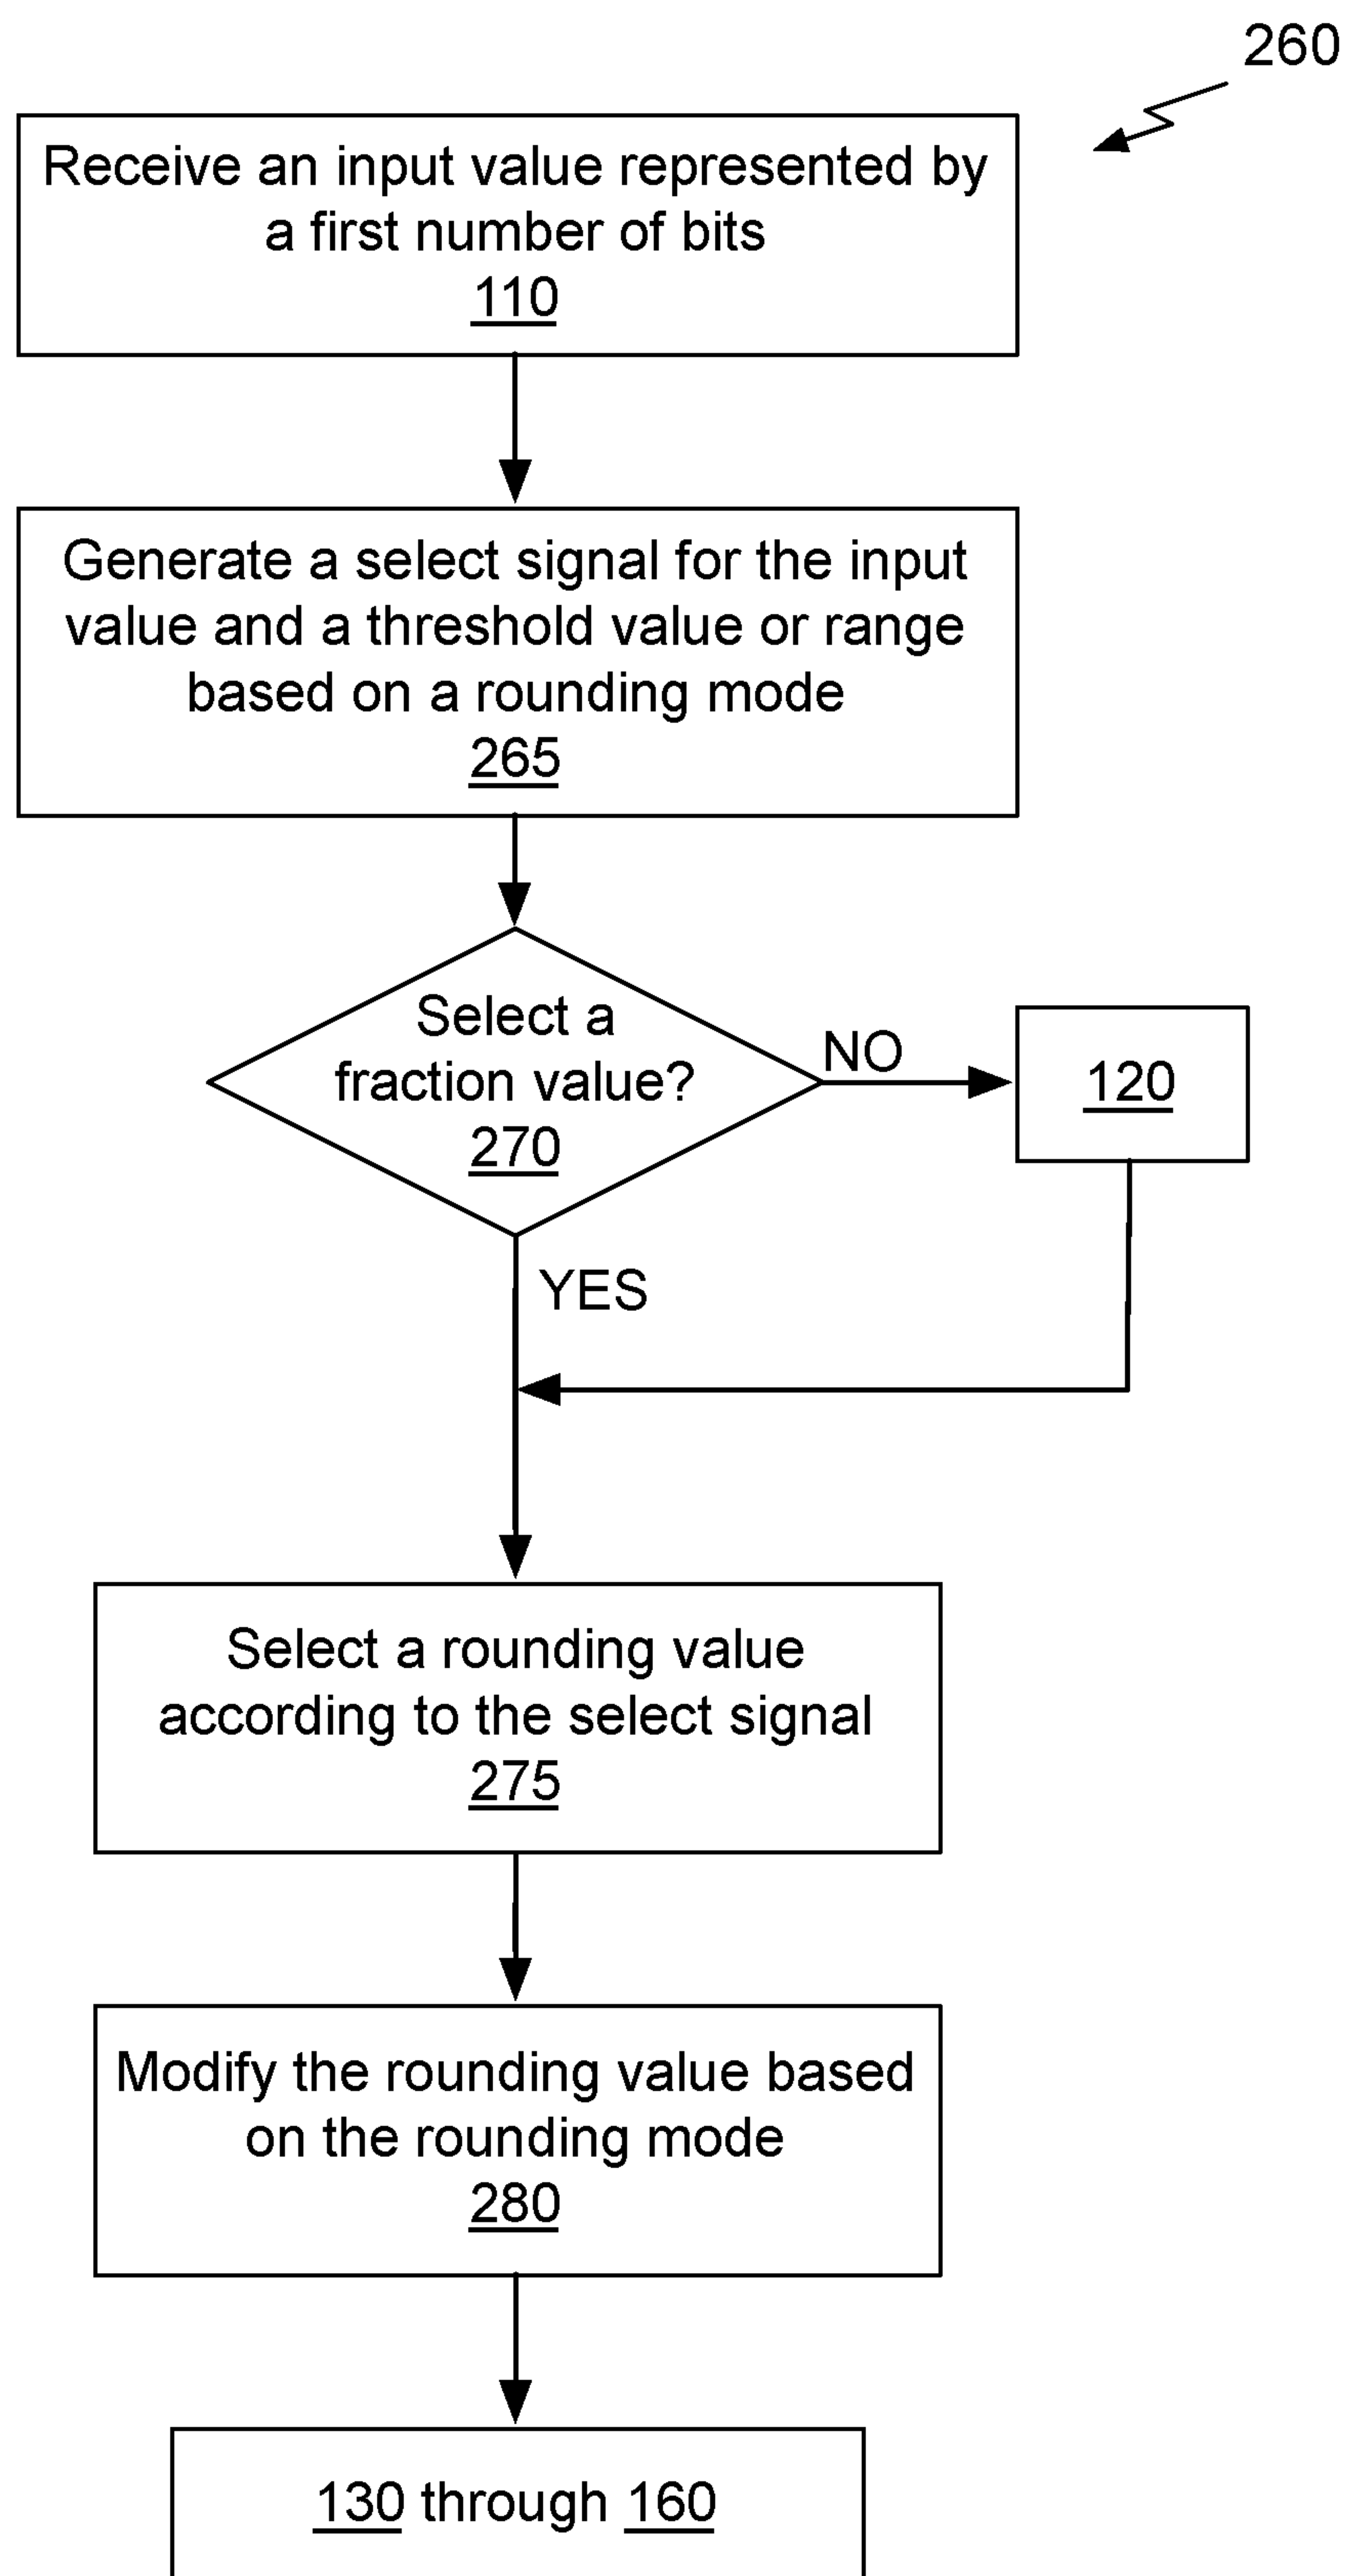 260
Receive an input value represented by
a first number of bits
110
Generate a select signal for the input
value and a threshold value or range
based on a rounding mode
265
Select a
fraction value?
270
NO
120
YES
Select a rounding value
according to the select signal
275
Modify the rounding value based
on the rounding mode
280
130 through 160